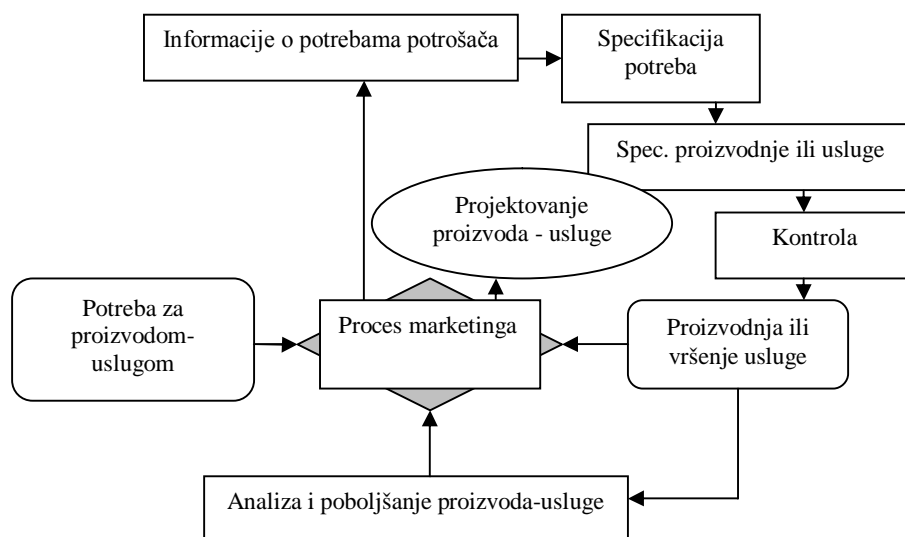 Informacije o potrebama potrošača
Specifikacija
potreba
Spec. proizvodnje ili usluge
Projektovanje
proizvoda - usluge
Kontrola
Potreba za
proizvodom-
uslugom
Proces marketinga
Proizvodnja ili
vršenje usluge
Analiza i poboljšanje proizvoda-usluge